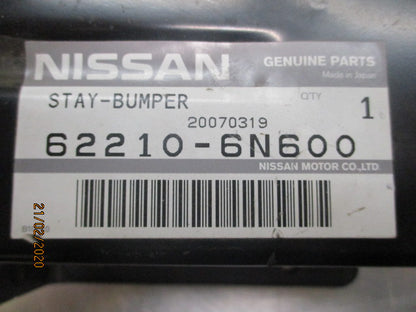 NISSAN
GENUINE PARTS
Made in Japan
STAY-BUMPER
QTY
1
20070319
62210-6N600
NISSAN MOTOR CO.,LTD.
21/02/2020